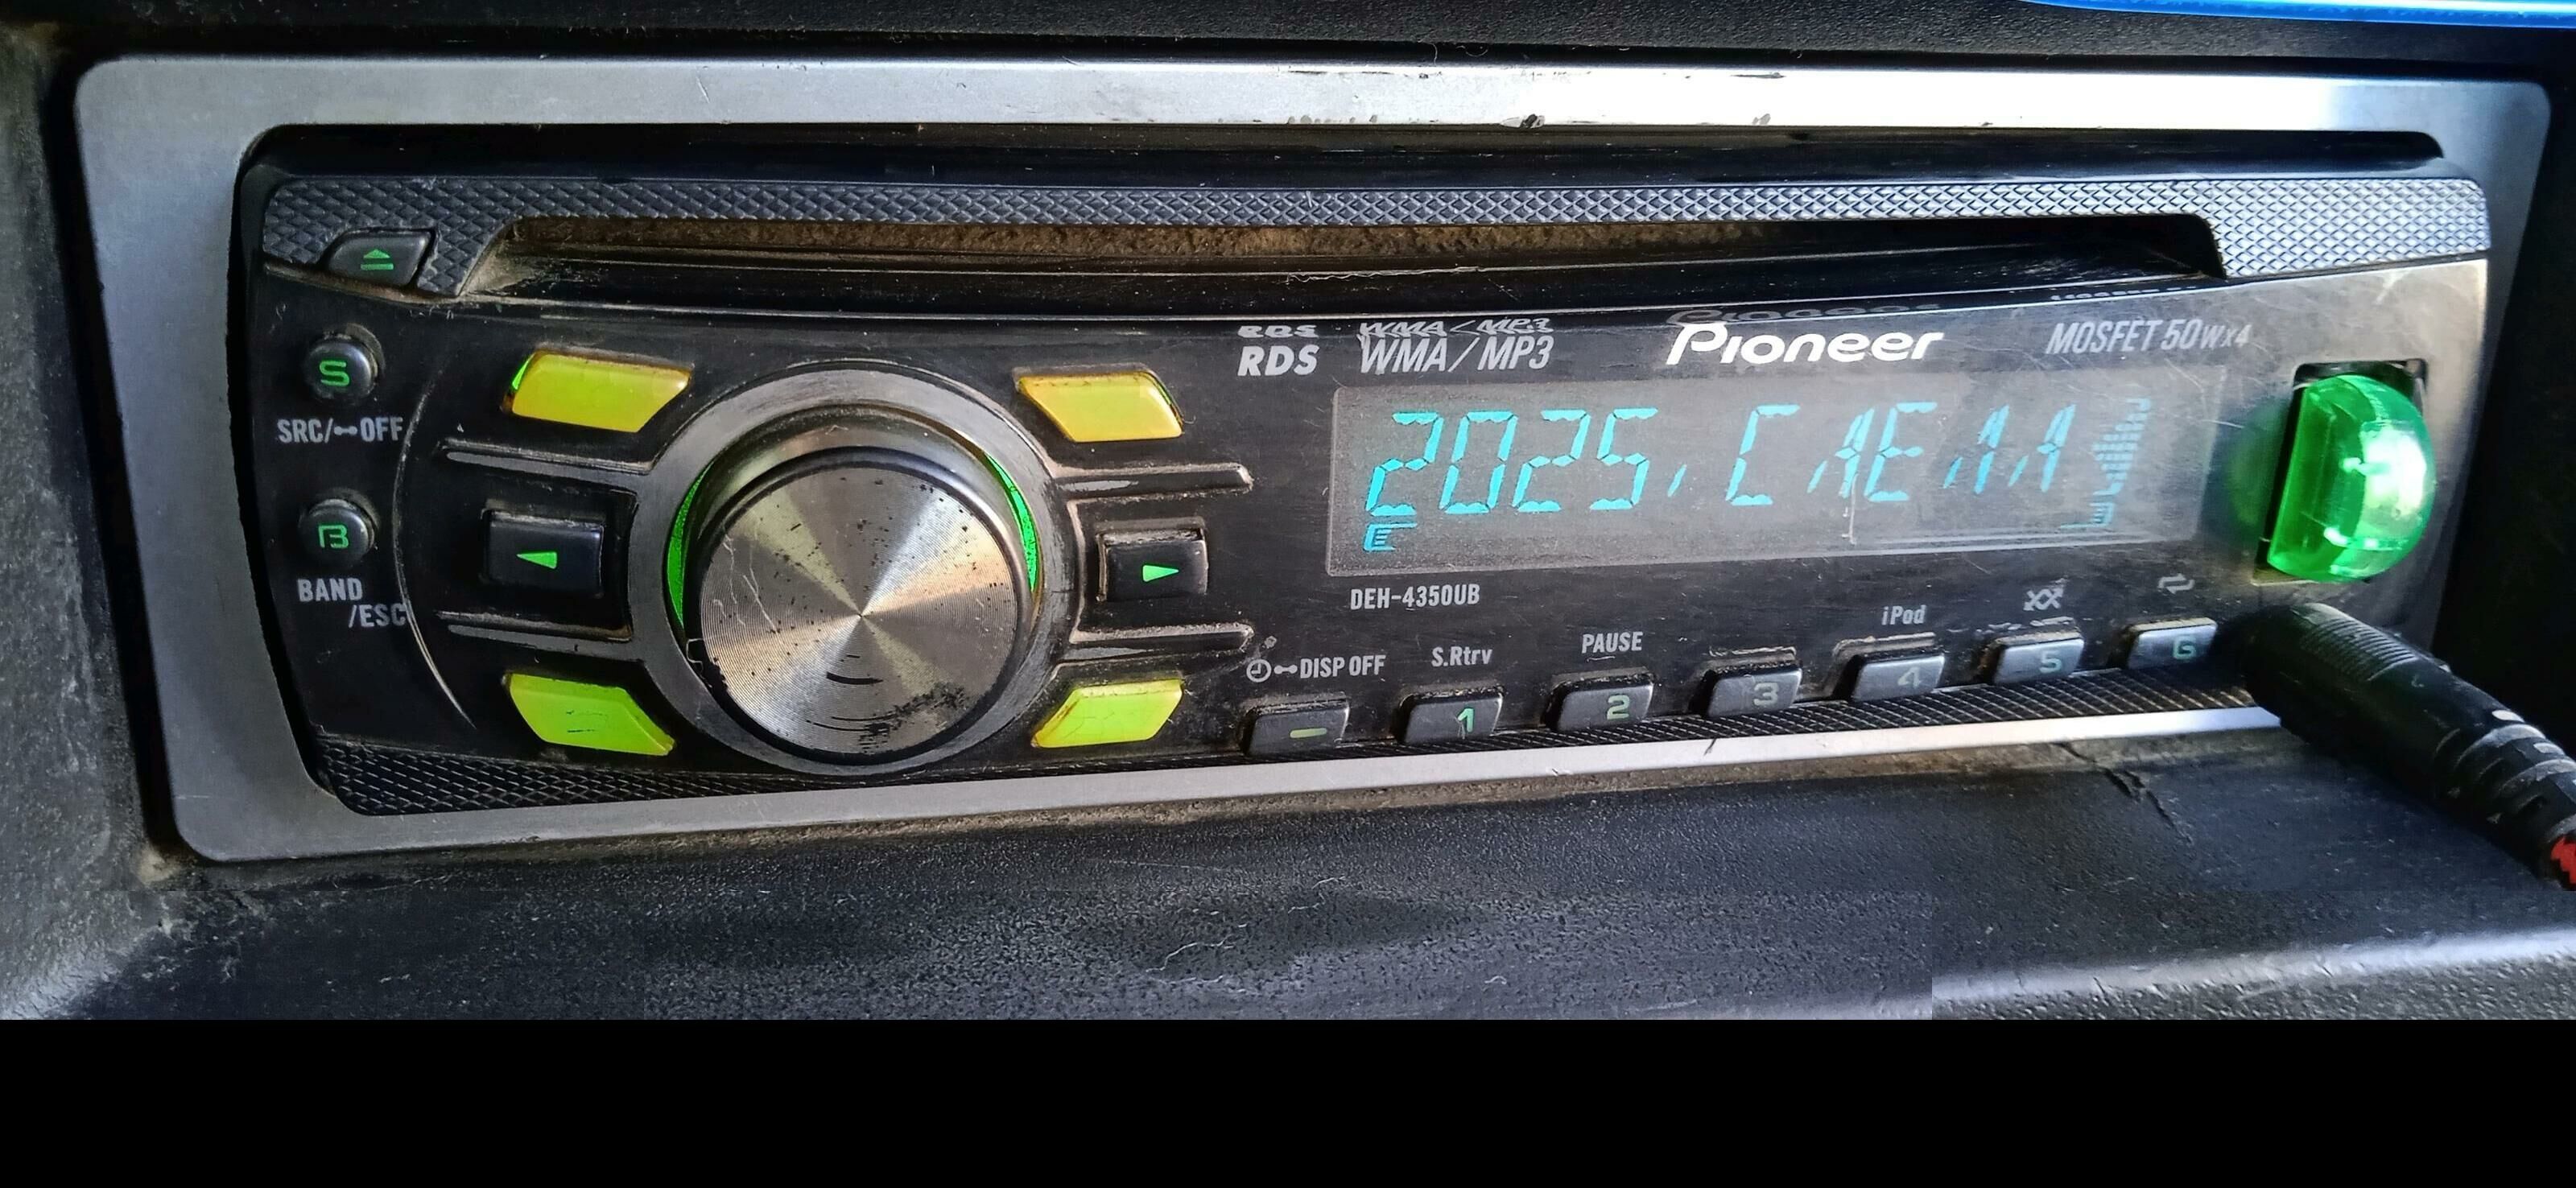 RDS WMA/MP3 Pioneer MOSFET 50Wx4
S
SRC/OFF
2025, СЛЕЛЛ
E
B
BAND
/ESC
DEH-4350UB
DISP OFF S.Rtrv PAUSE iPod
1 2 3 4 5 6